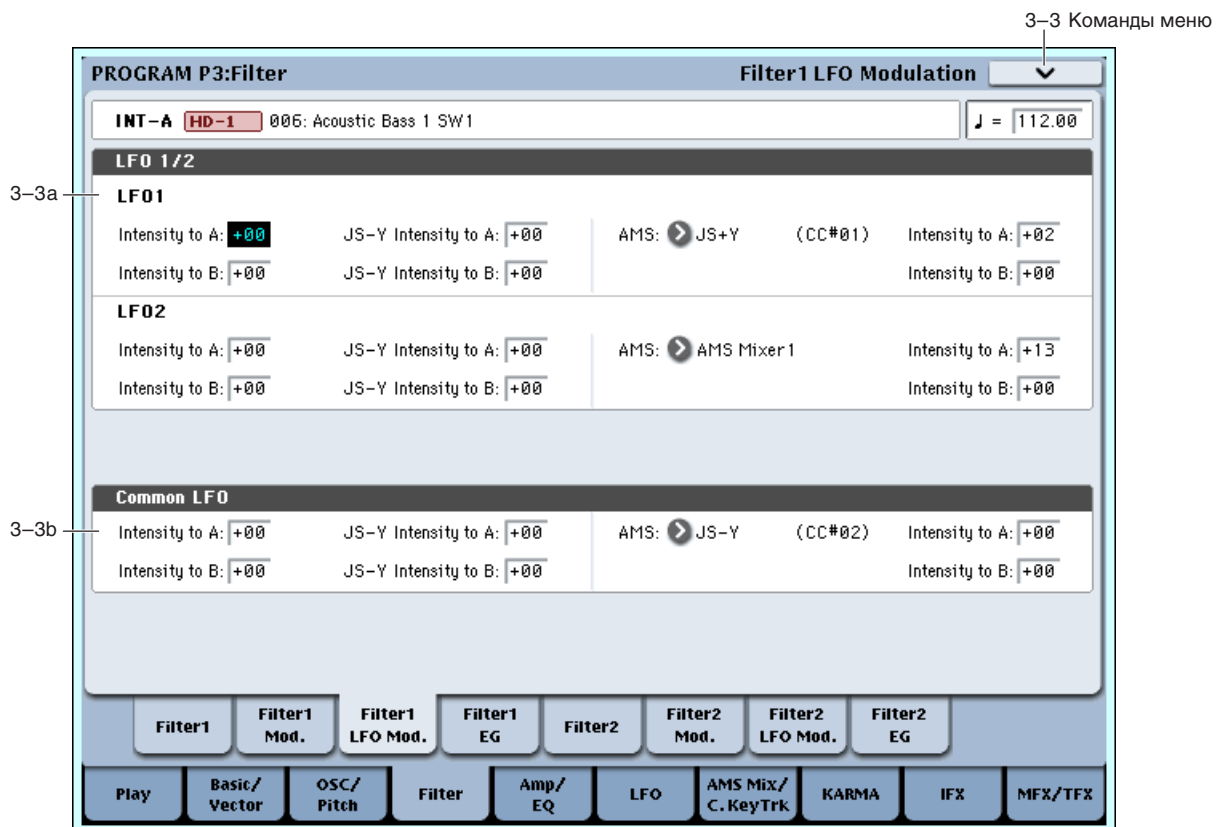 3–3 Команды меню
PROGRAM P3:Filter Filter1 LFO Modulation
INT-A HD-1 006: Acoustic Bass 1 SW1 ♩ = 112.00
LFO 1/2
3–3a
LFO1
Intensity to A: +00 JS-Y Intensity to A: +00 AMS: JS+Y (CC#01) Intensity to A: +02
Intensity to B: +00 JS-Y Intensity to B: +00 Intensity to B: +00
LFO2
Intensity to A: +00 JS-Y Intensity to A: +00 AMS: AMS Mixer1 Intensity to A: +13
Intensity to B: +00 JS-Y Intensity to B: +00 Intensity to B: +00
Common LFO
3–3b Intensity to A: +00 JS-Y Intensity to A: +00 AMS: JS-Y (CC#02) Intensity to A: +00
Intensity to B: +00 JS-Y Intensity to B: +00 Intensity to B: +00
Filter1
Filter1
Mod.
Filter1
LFO Mod.
Filter1
EG
Filter2
Filter2
Mod.
Filter2
LFO Mod.
Filter2
EG
Play
Basic/
Vector
OSC/
Pitch
Filter
Amp/
EQ
LFO
AMS Mix/
C.KeyTrk
KARMA
IFX
MFX/TFX